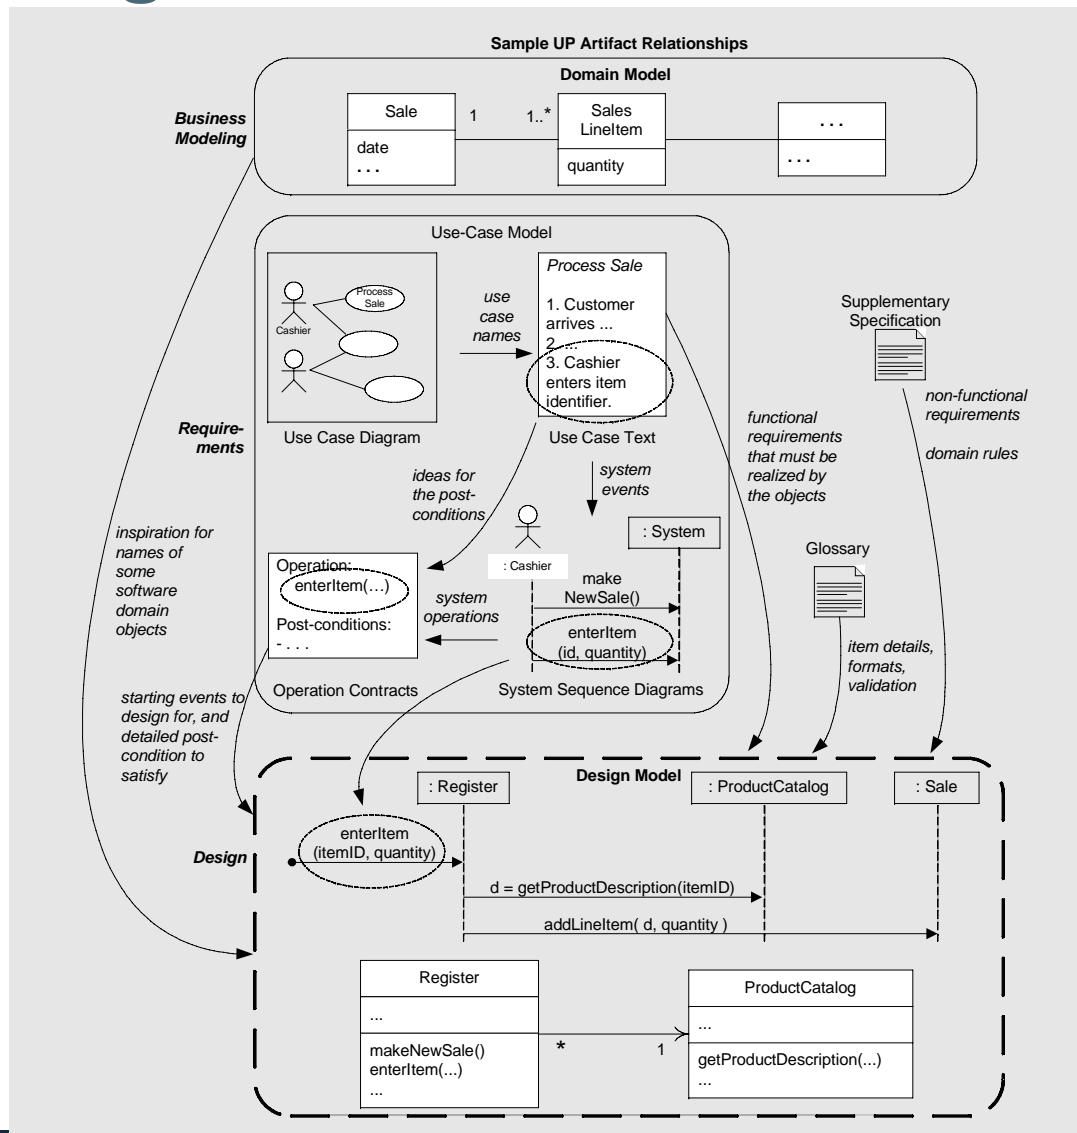 Sample UP Artifact Relationships
Domain Model
Business
Modeling
Sale
1
1..*
Sales
LineItem
. . .
date
. . .
quantity
. . .
Use-Case Model
Process
Sale
Cashier
use
case
names
Process Sale
1. Customer
arrives ...
2. ...
3. Cashier
enters item
identifier.
Use Case Diagram
Use Case Text
Require-
ments
Supplementary
Specification
non-functional
requirements
domain rules
functional
requirements
that must be
realized by
the objects
ideas for
the post-
conditions
system
events
inspiration for
names of
some
software
domain
objects
: System
: Cashier
Operation:
enterItem(…)
Post-conditions:
- . . .
system
operations
make
NewSale()
enterItem
(id, quantity)
Glossary
item details,
formats,
validation
Operation Contracts
System Sequence Diagrams
starting events to
design for, and
detailed post-
condition to
satisfy
Design Model
: Register
: ProductCatalog
: Sale
Design
enterItem
(itemID, quantity)
d = getProductDescription(itemID)
addLineItem( d, quantity )
Register
...
makeNewSale()
enterItem(...)
...
*
1
ProductCatalog
...
getProductDescription(...)
...